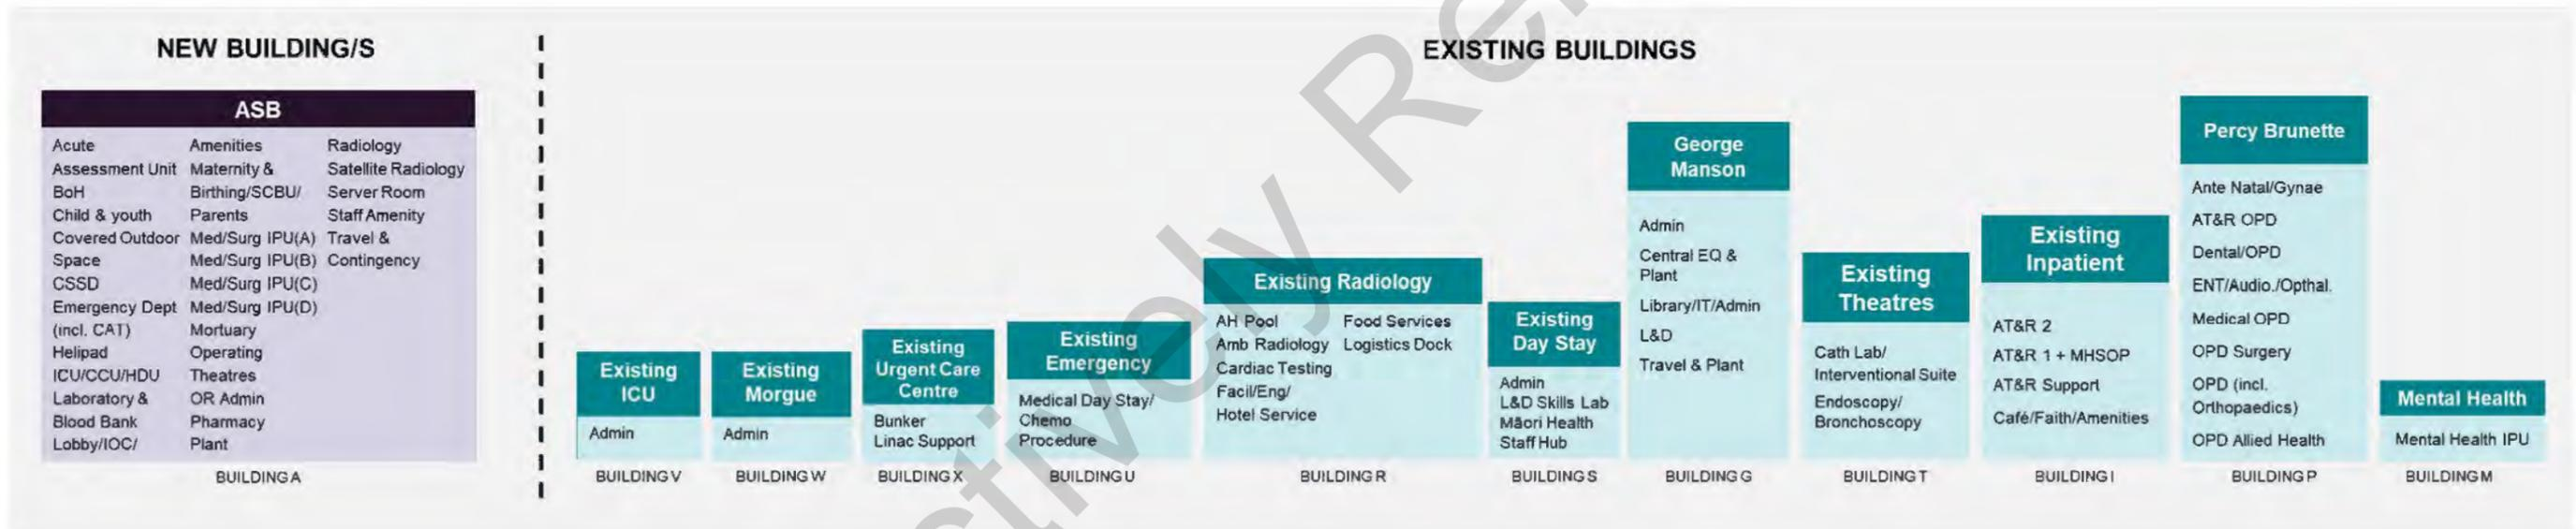 NEW BUILDING/S
ASB
Acute
Assessment Unit
BoH
Child & youth
Covered Outdoor
Space
CSSD
Emergency Dept
(incl. CAT)
Helipad
ICU/CCU/HDU
Laboratory &
Blood Bank
Lobby/IOC/
Amenities
Maternity &
Birthing/SCBU/
Parents
Med/Surg IPU(A)
Med/Surg IPU(B)
Med/Surg IPU(C)
Med/Surg IPU(D)
Mortuary
Operating
Theatres
OR Admin
Pharmacy
Plant
Radiology
Satellite Radiology
Server Room
Staff Amenity
Travel &
Contingency
BUILDING A
EXISTING BUILDINGS
Existing
ICU
Admin
BUILDING V
Existing
Morgue
Admin
BUILDING W
Existing
Urgent Care
Centre
Bunker
Linac Support
BUILDING X
Existing
Emergency
Medical Day Stay/
Chemo
Procedure
BUILDING U
Existing Radiology
AH Pool
Amb Radiology
Cardiac Testing
Facil/Eng/
Hotel Service
Food Services
Logistics Dock
BUILDING R
Existing
Day Stay
Admin
L&D Skills Lab
Māori Health
Staff Hub
BUILDING S
George
Manson
Admin
Central EQ &
Plant
Library/IT/Admin
L&D
Travel & Plant
BUILDING G
Existing
Theatres
Cath Lab/
Interventional Suite
Endoscopy/
Bronchoscopy
BUILDING T
Existing
Inpatient
AT&R 2
AT&R 1 + MHSOP
AT&R Support
Café/Faith/Amenities
BUILDING I
Percy Brunette
Ante Natal/Gynae
AT&R OPD
Dental/OPD
ENT/Audio./Opthal.
Medical OPD
OPD Surgery
OPD (incl.
Orthopaedics)
OPD Allied Health
BUILDING P
Mental Health
Mental Health IPU
BUILDING M